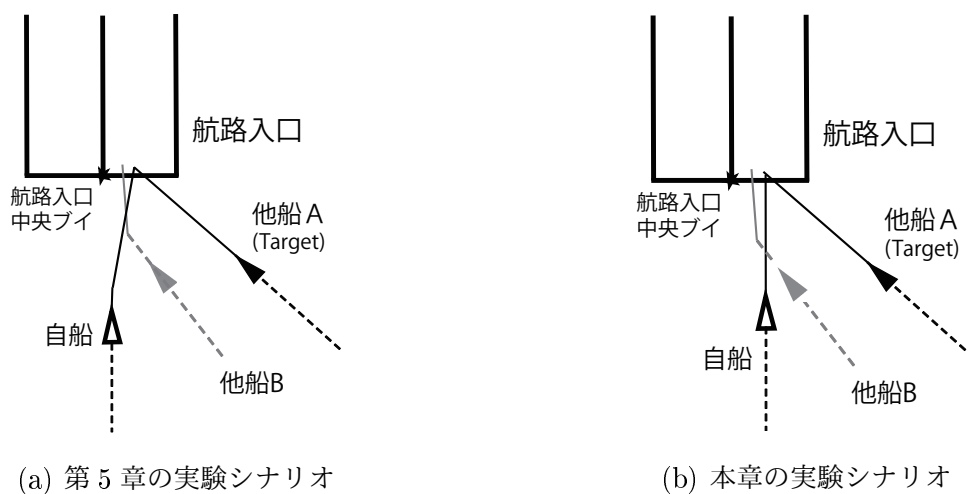 航路入口
航路入口
中央ブイ
他船A
(Target)
自船
他船B
(a) 第5章の実験シナリオ
航路入口
航路入口
中央ブイ
他船A
(Target)
自船
他船B
(b) 本章の実験シナリオ